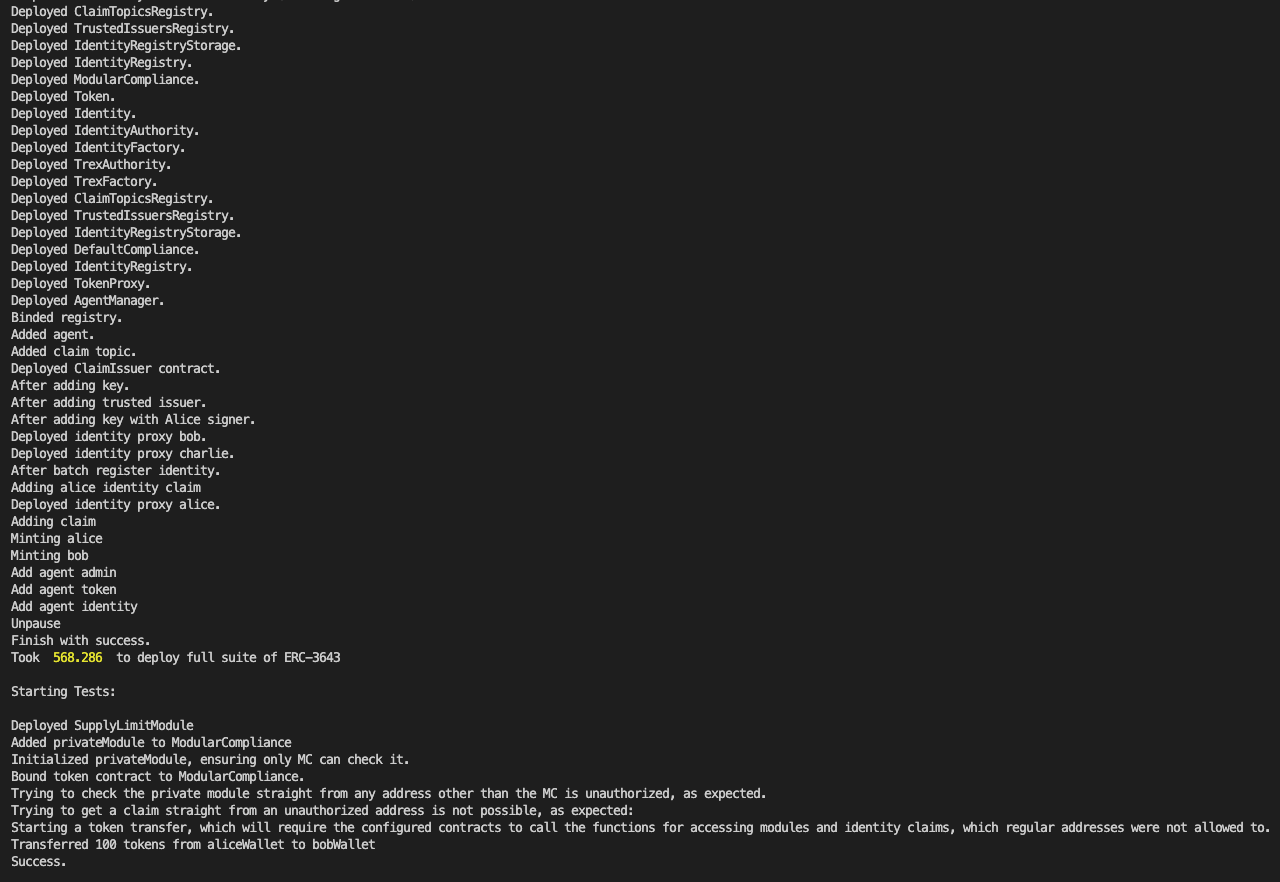 Deployed ClaimTopicsRegistry.
Deployed TrustedIssuersRegistry.
Deployed IdentityRegistryStorage.
Deployed IdentityRegistry.
Deployed ModularCompliance.
Deployed Token.
Deployed Identity.
Deployed IdentityAuthority.
Deployed IdentityFactory.
Deployed TrexAuthority.
Deployed TrexFactory.
Deployed ClaimTopicsRegistry.
Deployed TrustedIssuersRegistry.
Deployed IdentityRegistryStorage.
Deployed DefaultCompliance.
Deployed IdentityRegistry.
Deployed TokenProxy.
Deployed AgentManager.
Binded registry.
Added agent.
Added claim topic.
Deployed ClaimIssuer contract.
After adding key.
After adding trusted issuer.
After adding key with Alice signer.
Deployed identity proxy bob.
Deployed identity proxy charlie.
After batch register identity.
Adding alice identity claim
Deployed identity proxy alice.
Adding claim
Minting alice
Minting bob
Add agent admin
Add agent token
Add agent identity
Unpause
Finish with success.
Took  568.286  to deploy full suite of ERC-3643
Starting Tests:
Deployed SupplyLimitModule
Added privateModule to ModularCompliance
Initialized privateModule, ensuring only MC can check it.
Bound token contract to ModularCompliance.
Trying to check the private module straight from any address other than the MC is unauthorized, as expected.
Trying to get a claim straight from an unauthorized address is not possible, as expected:
Starting a token transfer, which will require the configured contracts to call the functions for accessing modules and identity claims, which regular addresses were not allowed to.
Transferred 100 tokens from aliceWallet to bobWallet
Success.